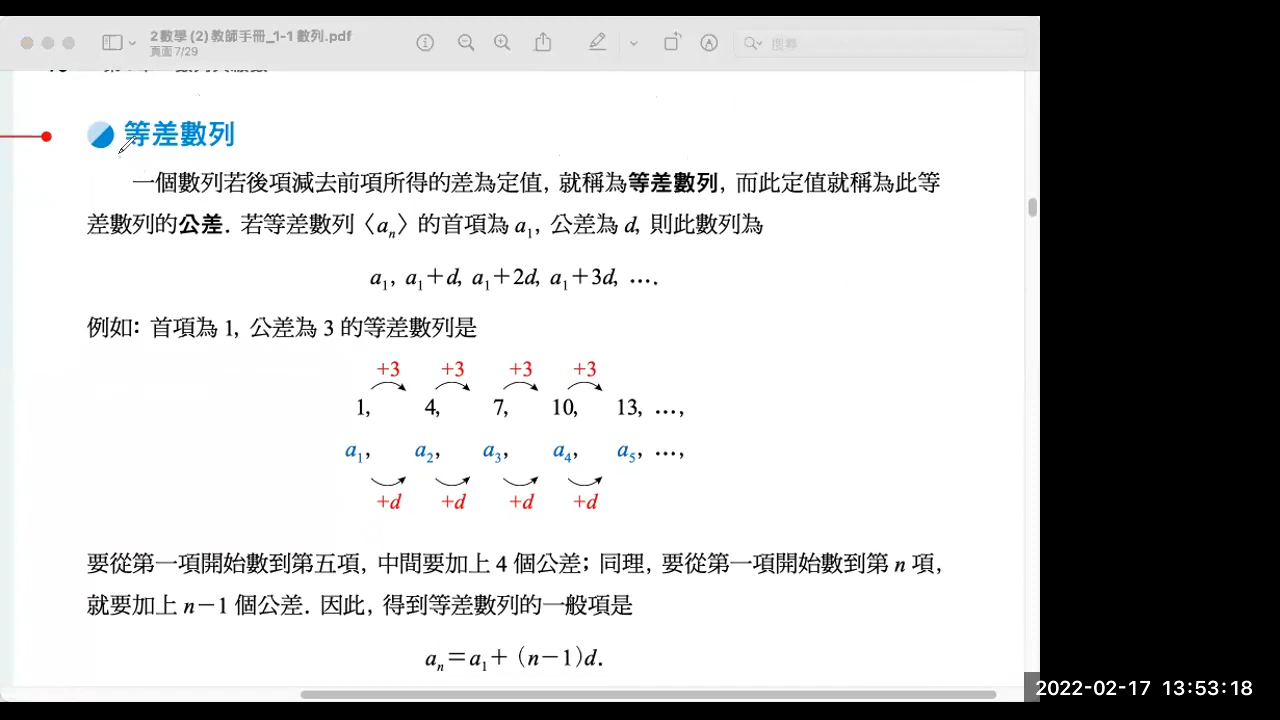 2數學 (2)教師手冊_1-1 數列.pdf
頁面 7/29
搜尋
等差數列
一個數列若後項減去前項所得的差為定值, 就稱為等差數列, 而此定值就稱為此等
差數列的公差. 若等差數列〈aₙ〉的首項為 a₁, 公差為 d, 則此數列為
a₁, a₁+d, a₁+2d, a₁+3d, ….
例如: 首項為 1, 公差為 3 的等差數列是
+3 +3 +3 +3
1, 4, 7, 10, 13, …,
a₁, a₂, a₃, a₄, a₅, …,
+d +d +d +d
要從第一項開始數到第五項, 中間要加上 4 個公差; 同理, 要從第一項開始數到第 n 項,
就要加上 n−1 個公差. 因此, 得到等差數列的一般項是
aₙ=a₁+(n−1)d.
2022-02-17 13:53:18